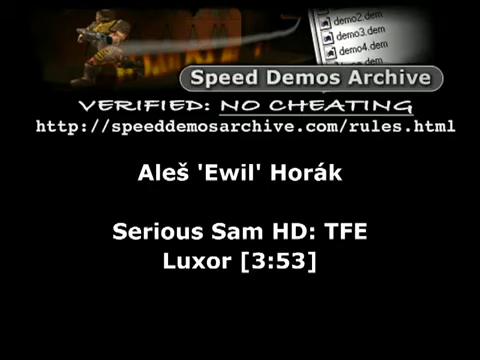 demo2.dem
demo3.dem
demo4.dem
Speed Demos Archive
VERIFIED: NO CHEATING
http://speeddemosarchive.com/rules.html
Aleš 'Ewil' Horák
Serious Sam HD: TFE
Luxor [3:53]